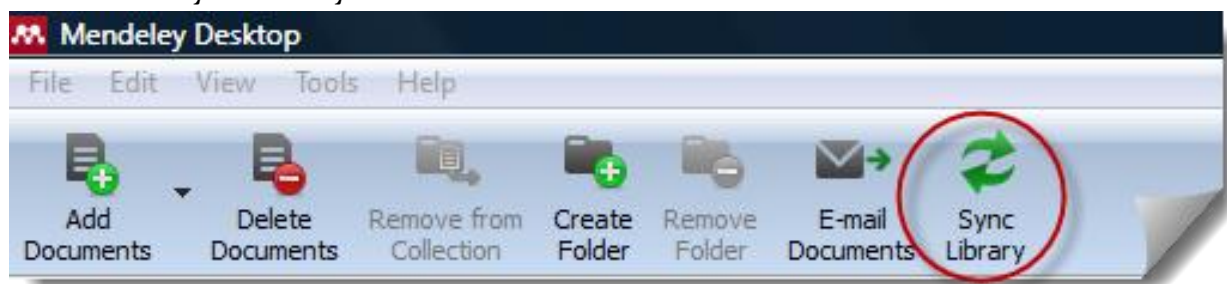 Mendeley Desktop
File Edit View Tools Help
Add Documents
Delete Documents
Remove from Collection
Create Folder
Remove Folder
E-mail Documents
Sync Library